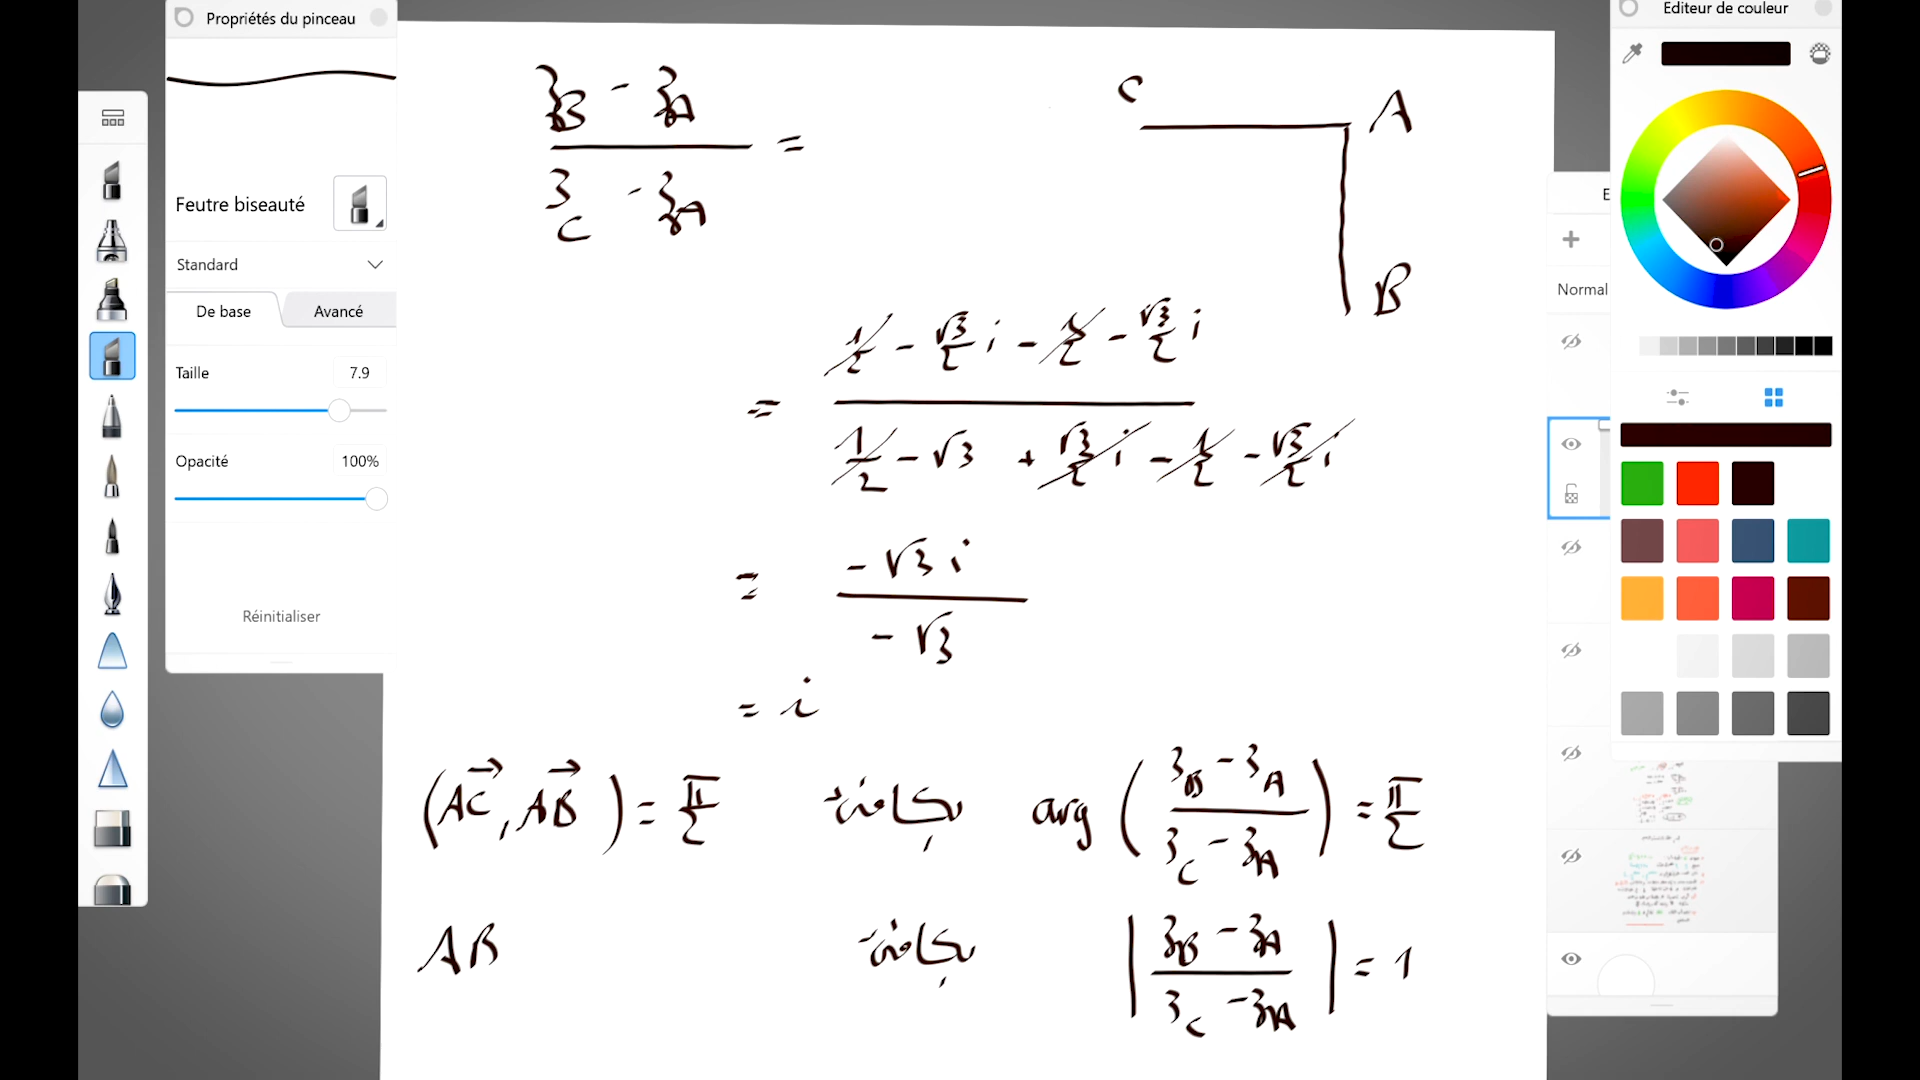 Propriétés du pinceau
Feutre biseauté
Standard
De base Avancé
Taille 7.9
Opacité 100%
Réinitialiser
Editeur de couleur
Normal
(z_B - z_A)/(z_C - z_A) =
C A
B
= (1/2 - √3/2 i - 1/2 - √3/2 i)/(1/2 - √3 + √3/2 i - 1/2 - √3/2 i)
= (-√3 i)/(-√3)
= i
(AC→, AB→) = π/2 يكافئ arg((z_B - z_A)/(z_C - z_A)) = π/2
AB يكافئ |(z_B - z_A)/(z_C - z_A)| = 1